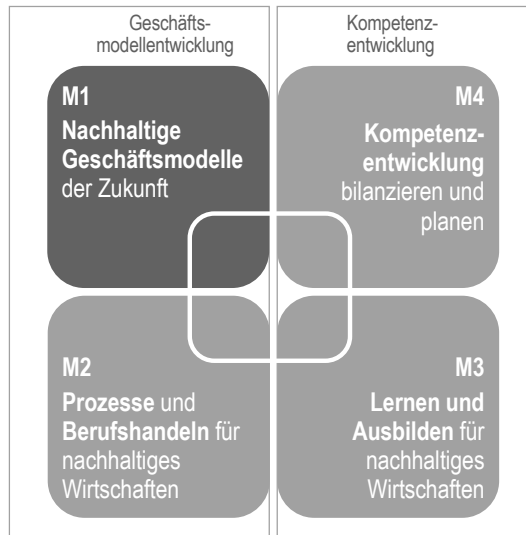 Geschäfts-
modellentwicklung
Kompetenz-
entwicklung
M1
Nachhaltige
Geschäftsmodelle
der Zukunft
M4
Kompetenz-
entwicklung
bilanzieren und
planen
M2
Prozesse und
Berufshandeln für
nachhaltiges
Wirtschaften
M3
Lernen und
Ausbilden für
nachhaltiges
Wirtschaften